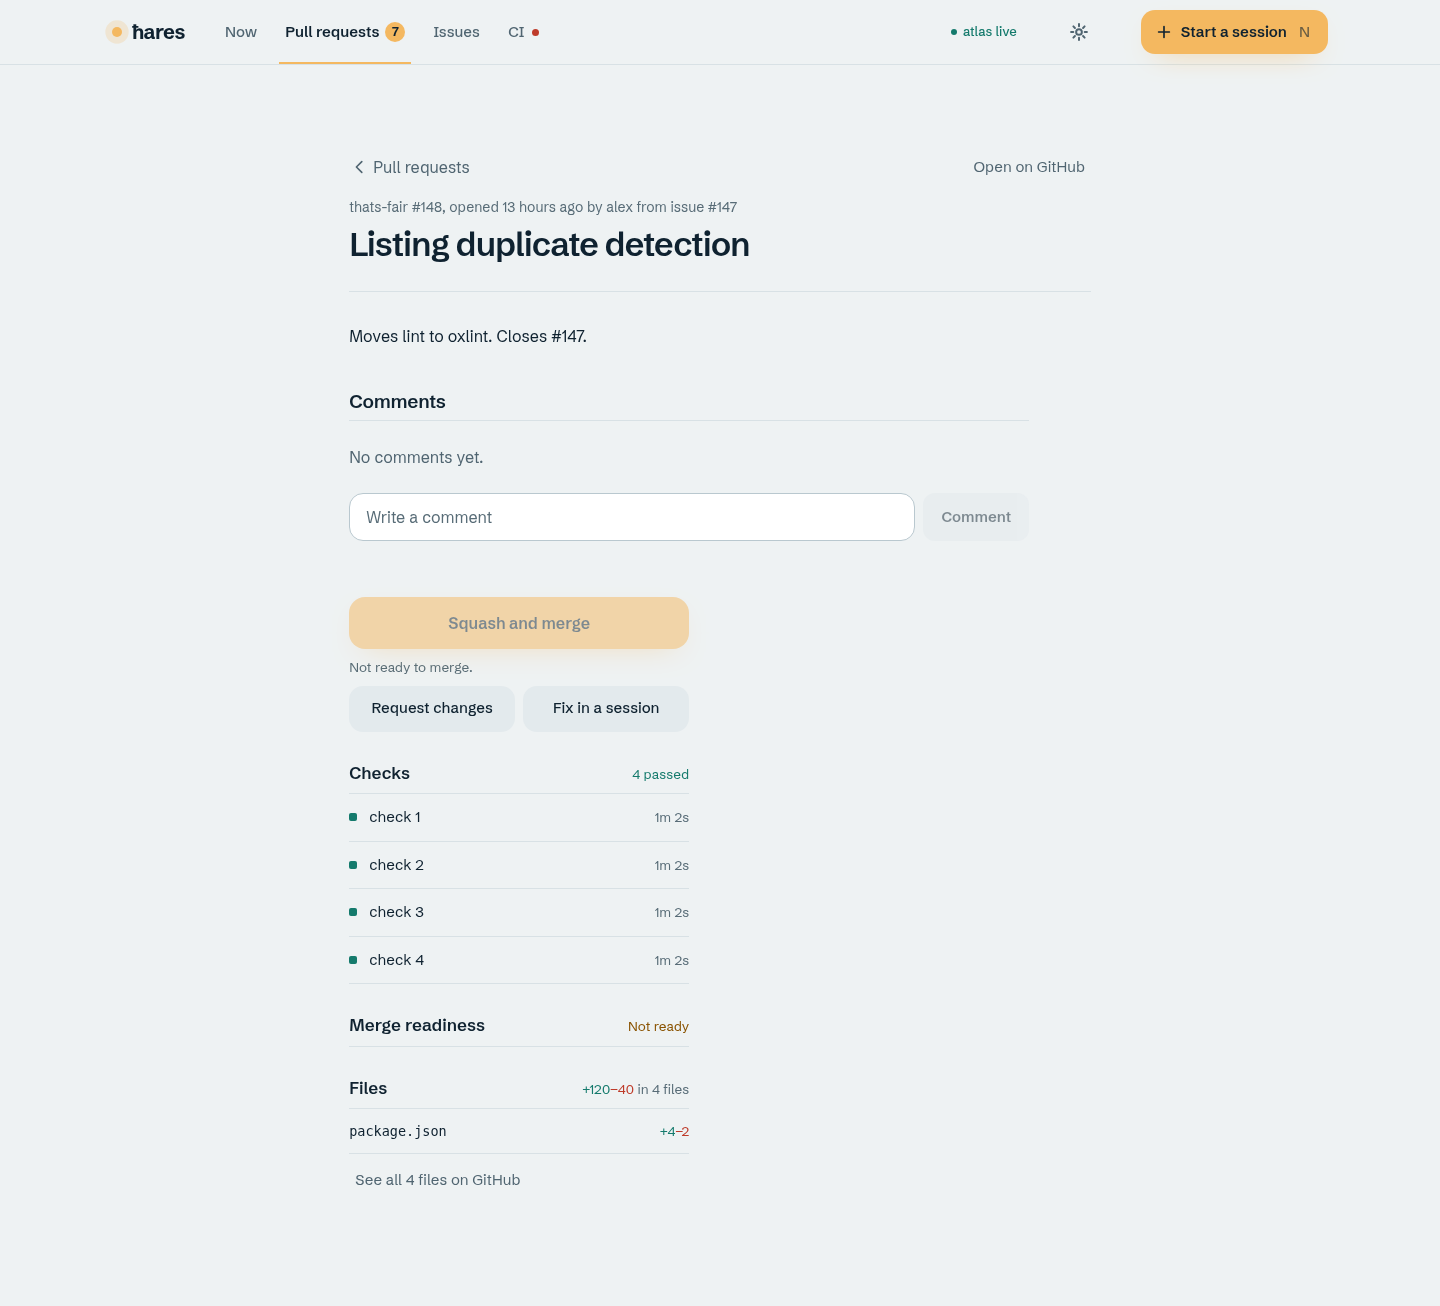 ħares
Now
Pull requests 7
Issues
CI
atlas live
Start a session N
Pull requests
Open on GitHub
thats-fair #148, opened 13 hours ago by alex from issue #147
Listing duplicate detection
Moves lint to oxlint. Closes #147.
Comments
No comments yet.
Write a comment
Comment
Squash and merge
Not ready to merge.
Request changes
Fix in a session
Checks
4 passed
check 1
1m 2s
check 2
1m 2s
check 3
1m 2s
check 4
1m 2s
Merge readiness
Not ready
Files
+120−40 in 4 files
package.json
+4−2
See all 4 files on GitHub